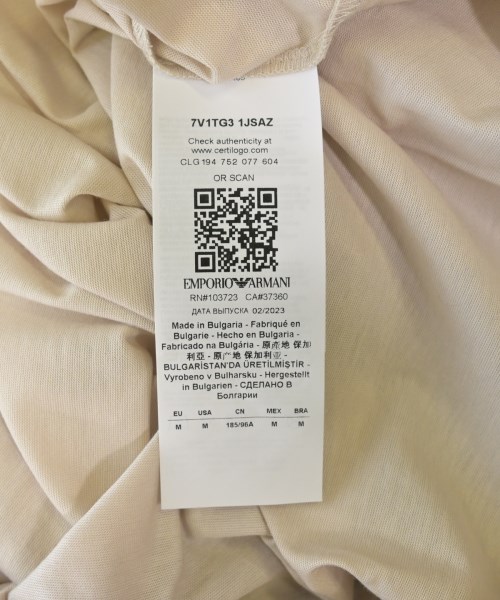 7V1TG3 1JSAZ
Check authenticity at
www.certilogo.com
CLG194 752 077 604
OR SCAN
EMPORIO ARMANI
RN#103723 CA#37360
ДАТА ВЫПУСКА 02/2023
Made in Bulgaria - Fabriqué en
Bulgarie - Hecho en Bulgaria -
Fabricado na Bulgária - 原產地 保加
利亞 - 原产地 保加利亚 -
BULGARİSTAN'DA ÜRETİLMİŞTİR -
Vyrobeno v Bulharsku - Hergestellt
in Bulgarien - СДЕЛАНО В
Болгарии
EU USA CN MEX BRA
M M 185/96A M M